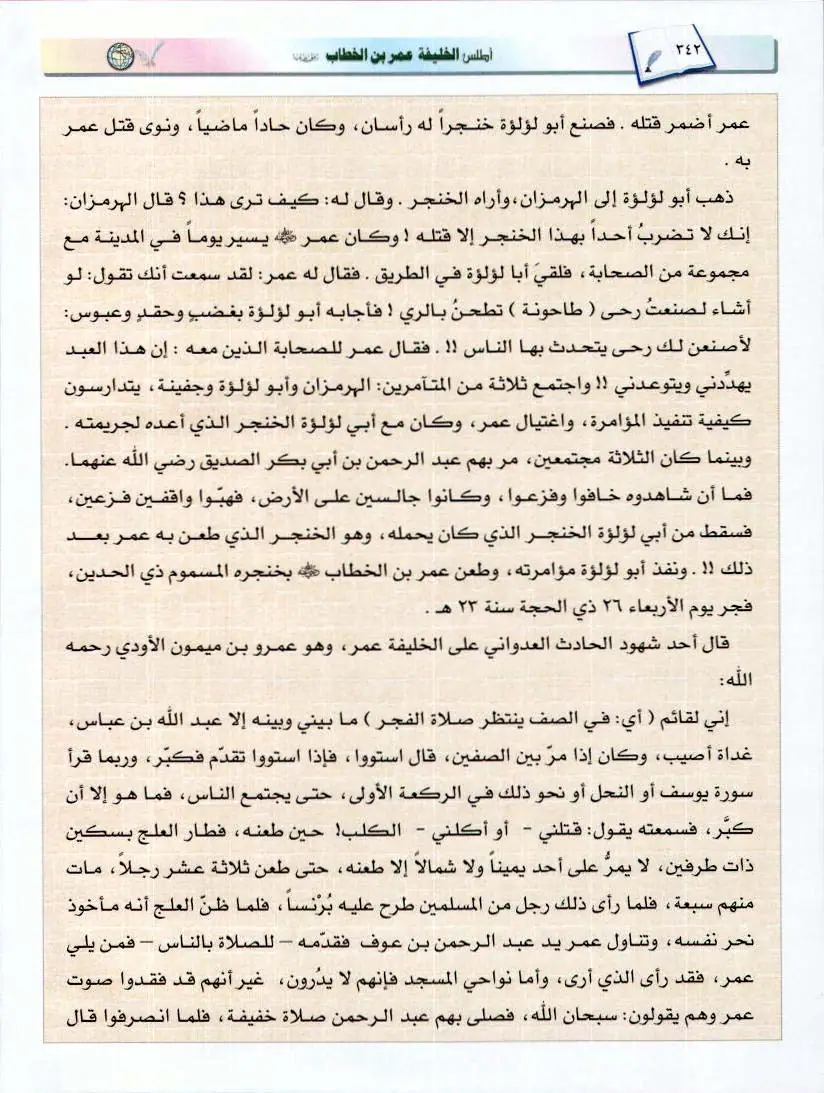 ٣٤٢
أطلس الخليفة عمر بن الخطاب
عمر أضمر قتله . فصنع أبو لؤلؤة خنجراً له رأسان، وكان حاداً ماضياً، ونوى قتل عمر
به .
ذهب أبو لؤلؤة إلى الهرمزان، وأراه الخنجر . وقال له: كيف ترى هذا ؟ قال الهرمزان:
إنك لا تضربُ أحداً بهذا الخنجر إلا قتله ! وكان عمر ﷺ يسير يوماً في المدينة مع
مجموعة من الصحابة، فلقيَ أبا لؤلؤة في الطريق . فقال له عمر: لقد سمعت أنك تقول: لو
أشاء لصنعتُ رحى ( طاحونة ) تطحنُ بالري ! فأجابه أبو لؤلؤة بغضبٍ وحقدٍ وعبوس:
لأصنعن لك رحى يتحدث بها الناس !! . فقال عمر للصحابة الذين معه : إن هذا العبد
يهدِّدني ويتوعدني !! واجتمع ثلاثة من المتآمرين: الهرمزان وأبو لؤلؤة وجفينة، يتدارسون
كيفية تنفيذ المؤامرة، واغتيال عمر، وكان مع أبي لؤلؤة الخنجر الذي أعده لجريمته .
وبينما كان الثلاثة مجتمعين، مر بهم عبد الرحمن بن أبي بكر الصديق رضي الله عنهما.
فما أن شاهدوه خافوا وفزعوا، وكانوا جالسين على الأرض، فهبّوا واقفين فزعين،
فسقط من أبي لؤلؤة الخنجر الذي كان يحمله، وهو الخنجر الذي طعن به عمر بعد
ذلك !! . ونفذ أبو لؤلؤة مؤامرته، وطعن عمر بن الخطاب بخنجره المسموم ذي الحدين،
فجر يوم الأربعاء ٢٦ ذي الحجة سنة ٢٣ هـ .
قال أحد شهود الحادث العدواني على الخليفة عمر، وهو عمرو بن ميمون الأودي رحمه
الله:
إني لقائم ( أي: في الصف ينتظر صلاة الفجر ) ما بيني وبينه إلا عبد الله بن عباس،
غداة أصيب، وكان إذا مرّ بين الصفين، قال استووا، فإذا استووا تقدّم فكبّر، وربما قرأ
سورة يوسف أو النحل أو نحو ذلك في الركعة الأولى، حتى يجتمع الناس، فما هو إلا أن
كبَّر، فسمعته يقول: قتلني - أو أكلني - الكلب! حين طعنه، فطار العلج بسكين
ذات طرفين، لا يمرُّ على أحد يميناً ولا شمالاً إلا طعنه، حتى طعن ثلاثة عشر رجلاً، مات
منهم سبعة، فلما رأى ذلك رجل من المسلمين طرح عليه بُرْنساً، فلما ظنّ العلج أنه مأخوذ
نحر نفسه، وتناول عمر يد عبد الرحمن بن عوف فقدّمه – للصلاة بالناس – فمن يلي
عمر، فقد رأى الذي أرى، وأما نواحي المسجد فإنهم لا يدُرون، غير أنهم قد فقدوا صوت
عمر وهم يقولون: سبحان الله، فصلى بهم عبد الرحمن صلاة خفيفة، فلما انصرفوا قال